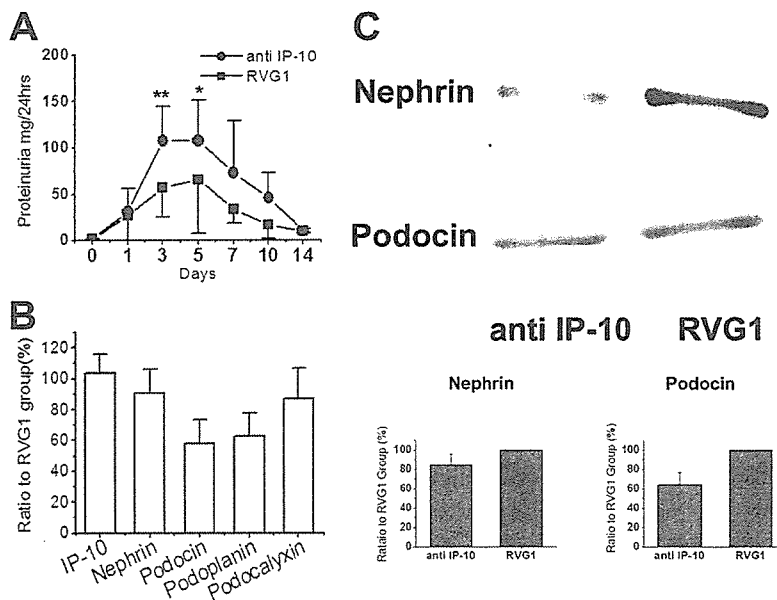 A
anti IP-10
RVG1
Proteinuria mg/24hrs
200
150
100
50
0
** *
0 1 3 5 7 10 14
Days
B
Ratio to RVG1 group(%)
120
100
80
60
40
20
0
IP-10 Nephrin Podocin Podoplanin Podocalyxin
C
Nephrin
Podocin
anti IP-10 RVG1
Nephrin
Rataio to RVG1 Group (%)
100
80
60
40
20
0
anti IP-10 RVG1
Podocin
Ratio to RVG1 Group (%)
100
80
60
40
20
0
anti IP-10 RVG1